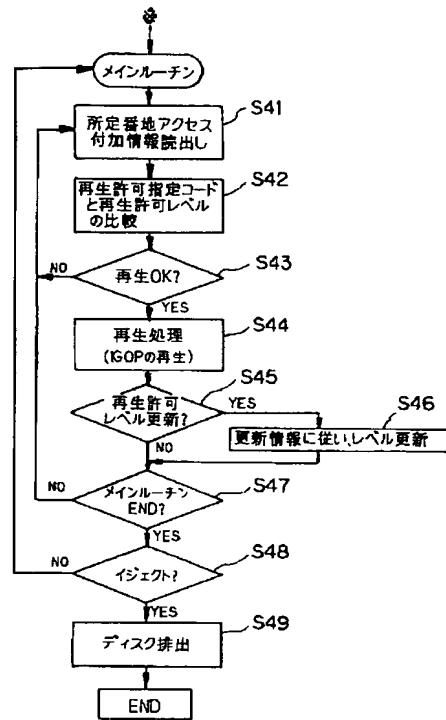 メインルーチン
S41
所定番地アクセス
付加情報読出し
S42
再生許可指定コード
と再生許可レベル
の比較
S43
再生OK?
NO
YES
S44
再生処理
(1GOPの再生)
S45
再生許可
レベル更新?
YES
NO
S46
更新情報に従い、レベル更新
S47
メインルーチン
END?
NO
YES
S48
イジェクト?
NO
YES
S49
ディスク排出
END